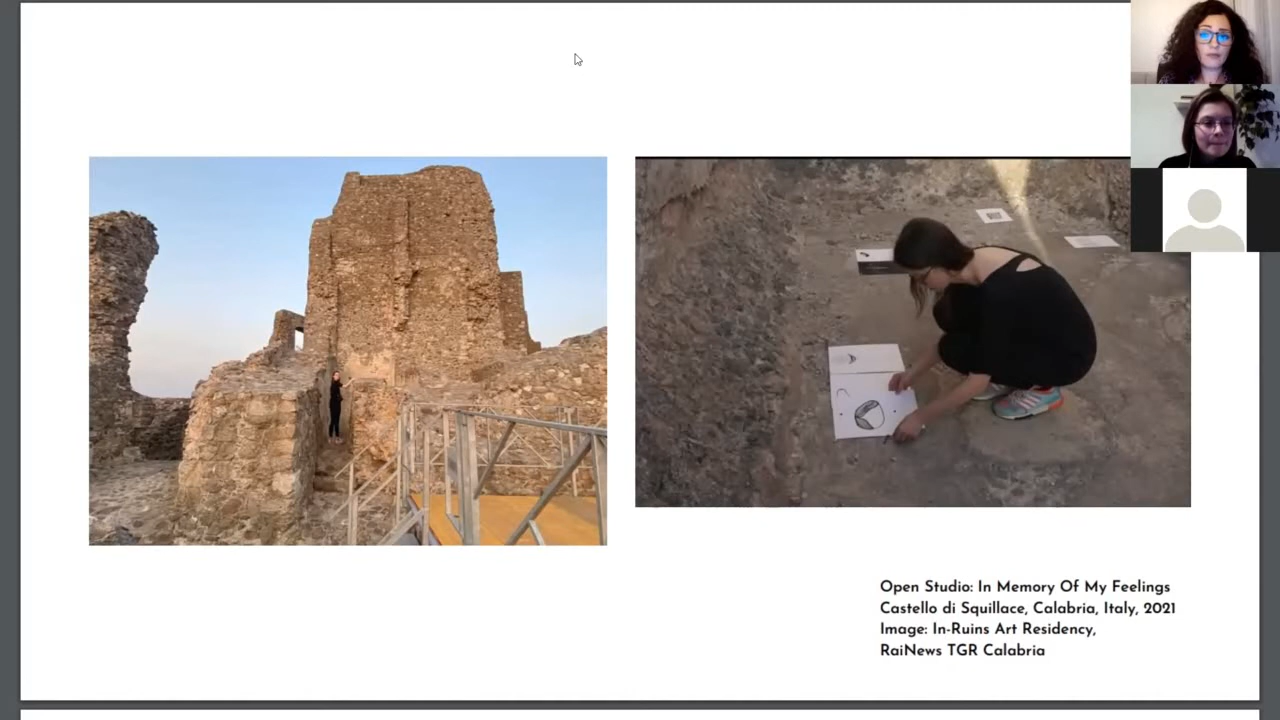 Open Studio: In Memory Of My Feelings
Castello di Squillace, Calabria, Italy, 2021
Image: In-Ruins Art Residency,
RaiNews TGR Calabria